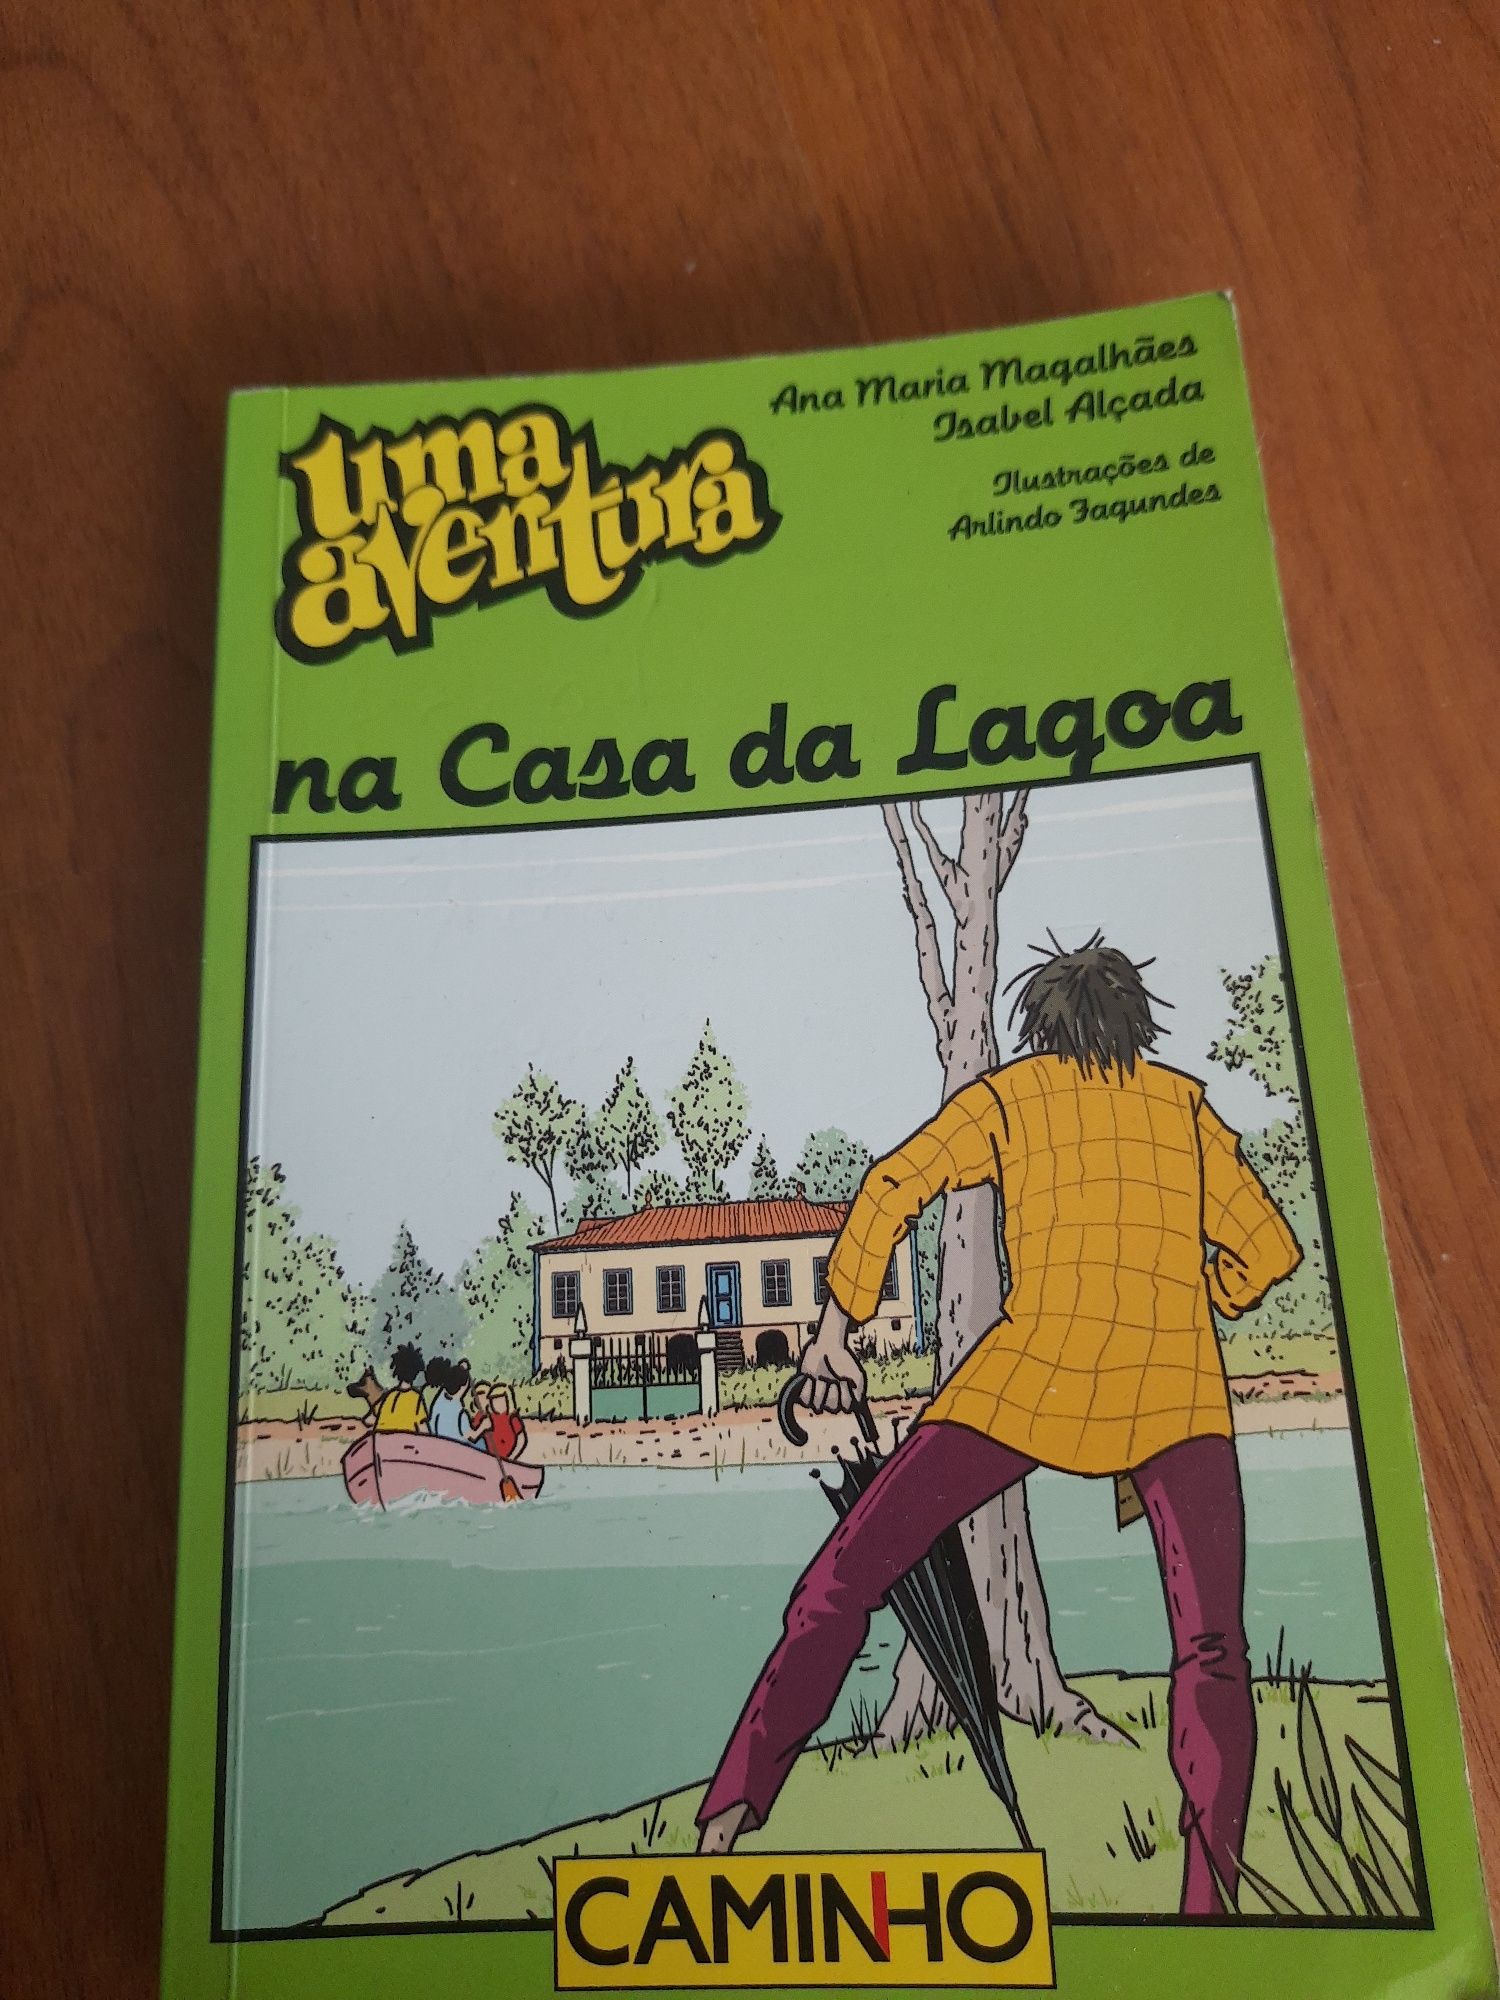 Ana Maria Magalhães
Isabel Alçada
Ilustrações de
Arlindo Fagundes
uma
aventura
na Casa da Lagoa
CAMINHO